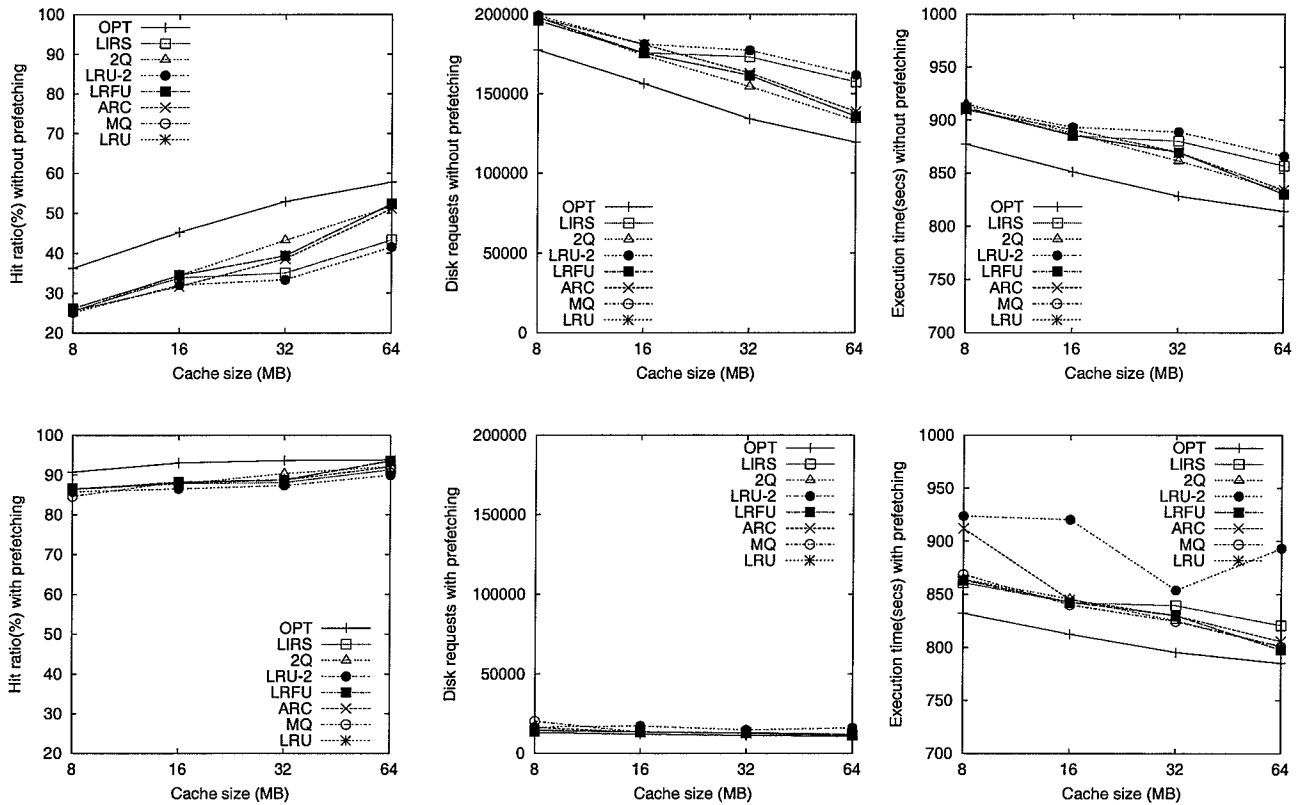 Hit ratio(%) without prefetching
100
90
80
70
60
50
40
30
20
OPT
LIRS
2Q
LRU-2
LRFU
ARC
MQ
LRU
8
16
32
64
Cache size (MB)
Disk requests without prefetching
200000
150000
100000
50000
0
OPT
LIRS
2Q
LRU-2
LRFU
ARC
MQ
LRU
8
16
32
64
Cache size (MB)
Execution time(secs) without prefetching
1000
950
900
850
800
750
700
OPT
LIRS
2Q
LRU-2
LRFU
ARC
MQ
LRU
8
16
32
64
Cache size (MB)
Hit ratio(%) with prefetching
100
90
80
70
60
50
40
30
20
OPT
LIRS
2Q
LRU-2
LRFU
ARC
MQ
LRU
8
16
32
64
Cache size (MB)
Disk requests with prefetching
200000
150000
100000
50000
0
OPT
LIRS
2Q
LRU-2
LRFU
ARC
MQ
LRU
8
16
32
64
Cache size (MB)
Execution time(secs) with prefetching
1000
950
900
850
800
750
700
OPT
LIRS
2Q
LRU-2
LRFU
ARC
MQ
LRU
8
16
32
64
Cache size (MB)